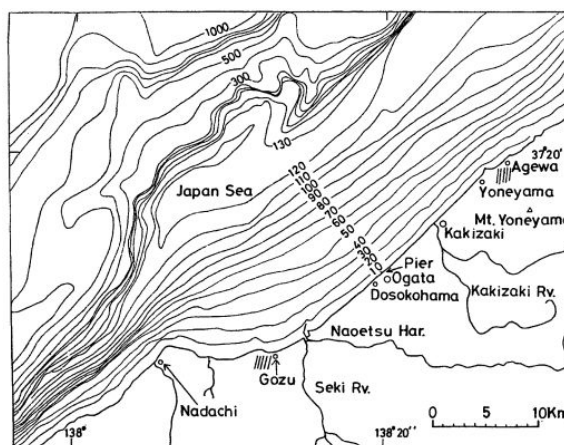 1000
500
300
130
Japan Sea
120
110
100
90
80
70
60
50
40
30
20
10
37°20'
Agewa
Yoneyama
Mt. Yoneyama
Kakizaki
Pier
Ogata
Dosokohama
Kakizaki Rv.
Naoetsu Har.
Gozu
Seki Rv.
Nadachi
138°
138°20''
0 5 10Km